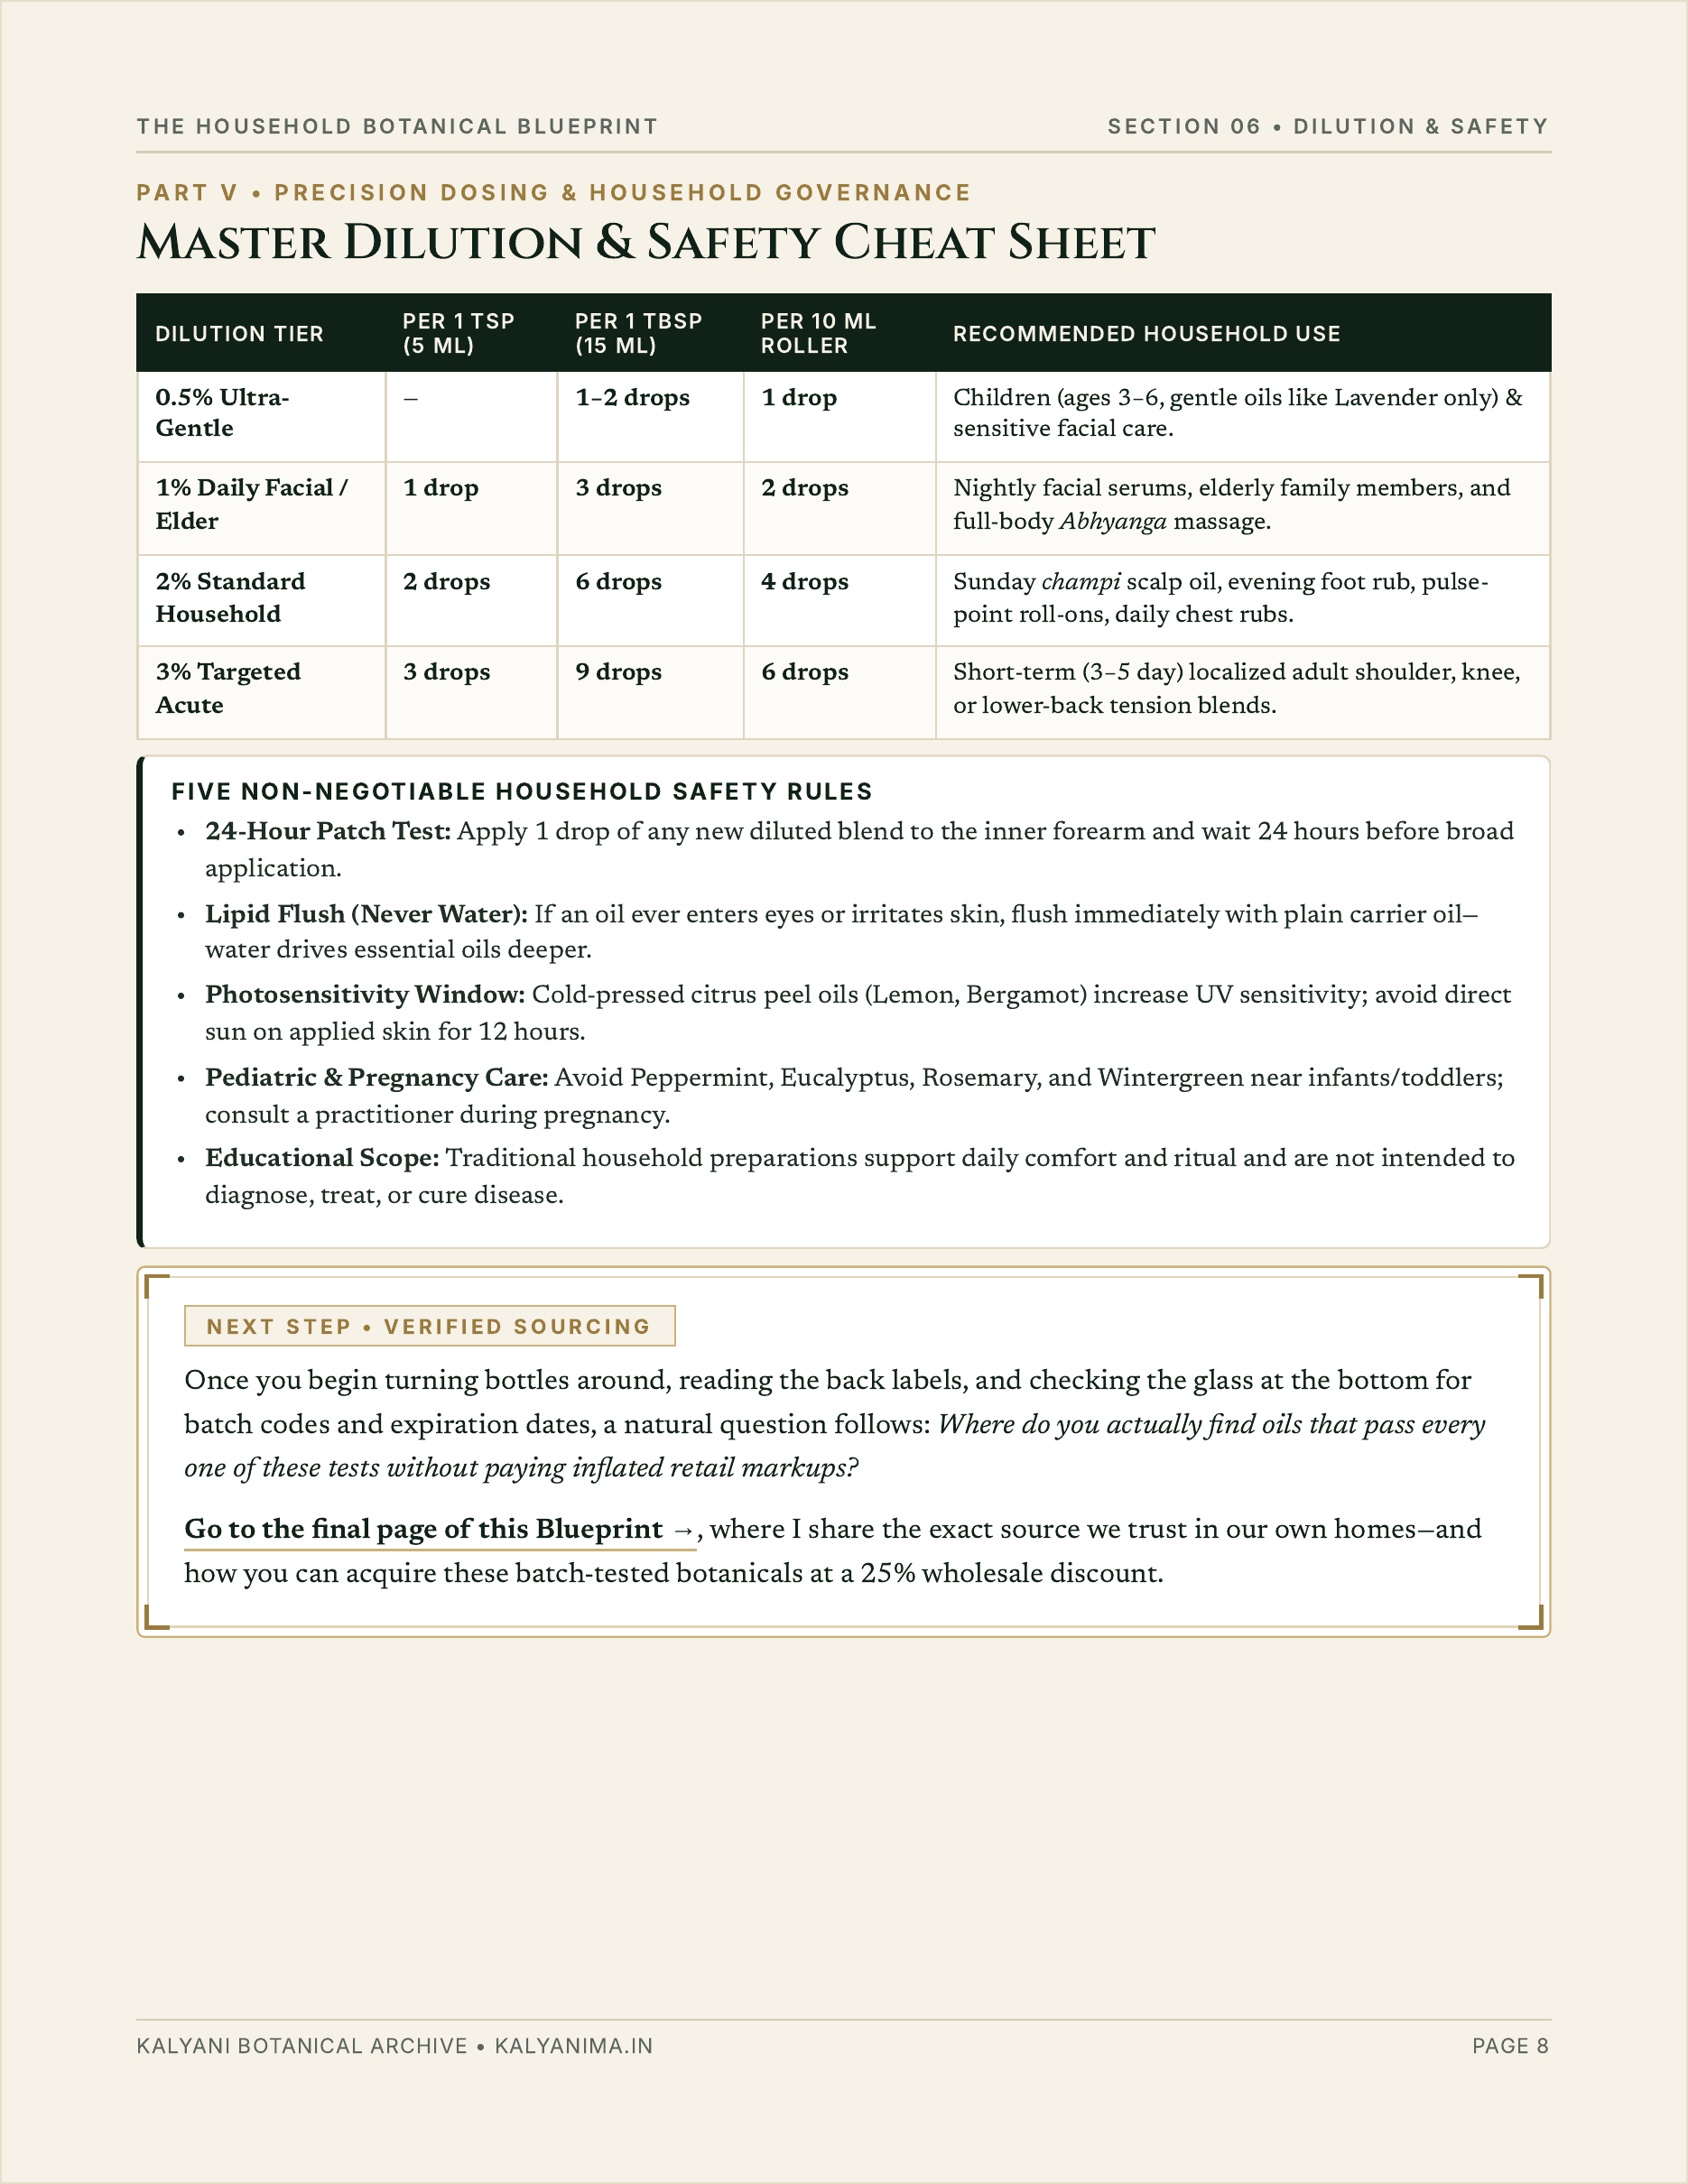 THE HOUSEHOLD BOTANICAL BLUEPRINT
SECTION 06 • DILUTION & SAFETY
PART V • PRECISION DOSING & HOUSEHOLD GOVERNANCE
MASTER DILUTION & SAFETY CHEAT SHEET
DILUTION TIER
PER 1 TSP
(5 ML)
PER 1 TBSP
(15 ML)
PER 10 ML
ROLLER
RECOMMENDED HOUSEHOLD USE
0.5% Ultra-
Gentle
–
1–2 drops
1 drop
Children (ages 3–6, gentle oils like Lavender only) &
sensitive facial care.
1% Daily Facial /
Elder
1 drop
3 drops
2 drops
Nightly facial serums, elderly family members, and
full-body Abhyanga massage.
2% Standard
Household
2 drops
6 drops
4 drops
Sunday champi scalp oil, evening foot rub, pulse-
point roll-ons, daily chest rubs.
3% Targeted
Acute
3 drops
9 drops
6 drops
Short-term (3–5 day) localized adult shoulder, knee,
or lower-back tension blends.
FIVE NON-NEGOTIABLE HOUSEHOLD SAFETY RULES
• 24-Hour Patch Test: Apply 1 drop of any new diluted blend to the inner forearm and wait 24 hours before broad
application.
• Lipid Flush (Never Water): If an oil ever enters eyes or irritates skin, flush immediately with plain carrier oil—
water drives essential oils deeper.
• Photosensitivity Window: Cold-pressed citrus peel oils (Lemon, Bergamot) increase UV sensitivity; avoid direct
sun on applied skin for 12 hours.
• Pediatric & Pregnancy Care: Avoid Peppermint, Eucalyptus, Rosemary, and Wintergreen near infants/toddlers;
consult a practitioner during pregnancy.
• Educational Scope: Traditional household preparations support daily comfort and ritual and are not intended to
diagnose, treat, or cure disease.
NEXT STEP • VERIFIED SOURCING
Once you begin turning bottles around, reading the back labels, and checking the glass at the bottom for
batch codes and expiration dates, a natural question follows: Where do you actually find oils that pass every
one of these tests without paying inflated retail markups?
Go to the final page of this Blueprint →, where I share the exact source we trust in our own homes—and
how you can acquire these batch-tested botanicals at a 25% wholesale discount.
KALYANI BOTANICAL ARCHIVE • KALYANIMA.IN
PAGE 8